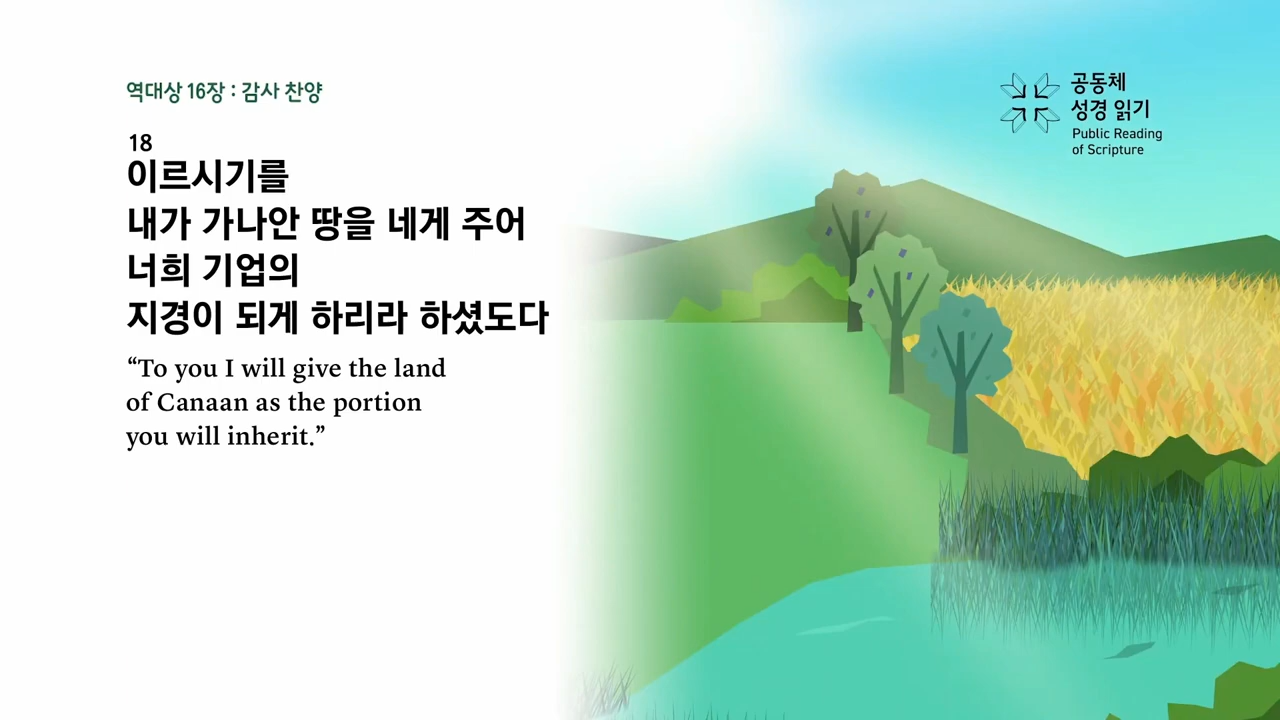 역대상 16장 : 감사 찬양
18
이르시기를
내가 가나안 땅을 네게 주어
너희 기업의
지경이 되게 하리라 하셨도다
“To you I will give the land
of Canaan as the portion
you will inherit.”
공동체
성경 읽기
Public Reading
of Scripture